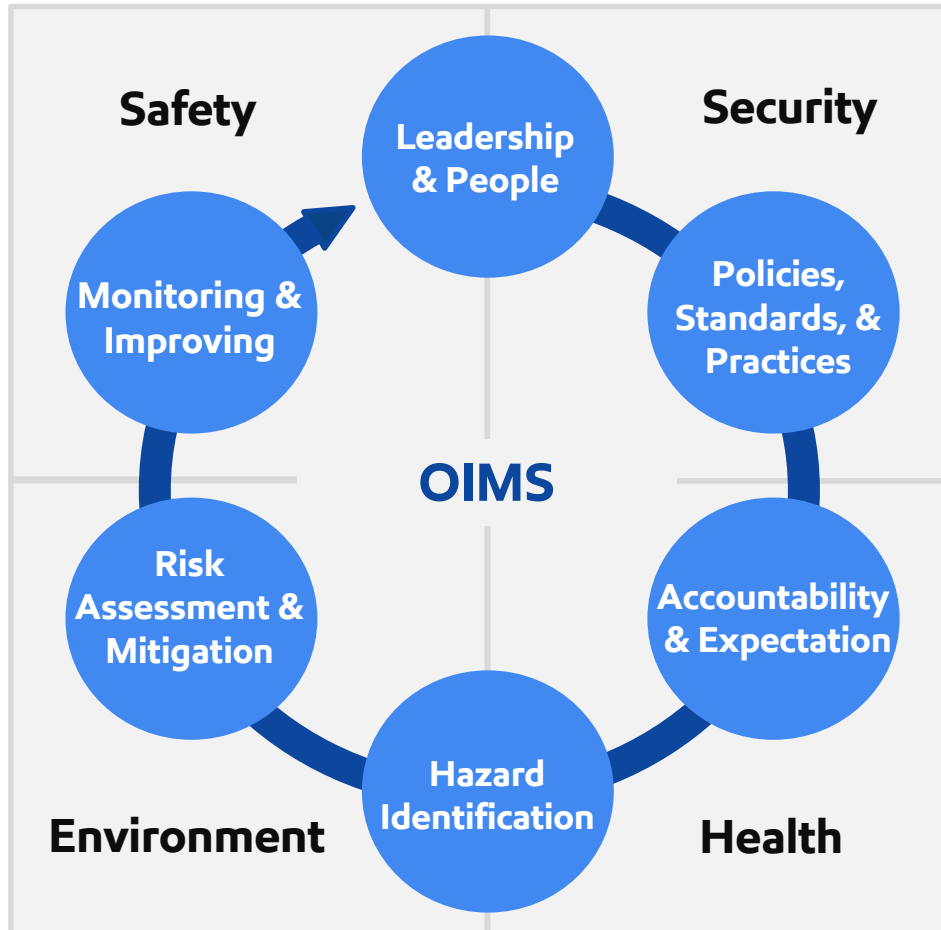 Safety
Security
Leadership
& People
Monitoring &
Improving
Policies,
Standards, &
Practices
OIMS
Risk
Assessment &
Mitigation
Accountability
& Expectation
Hazard
Identification
Environment
Health